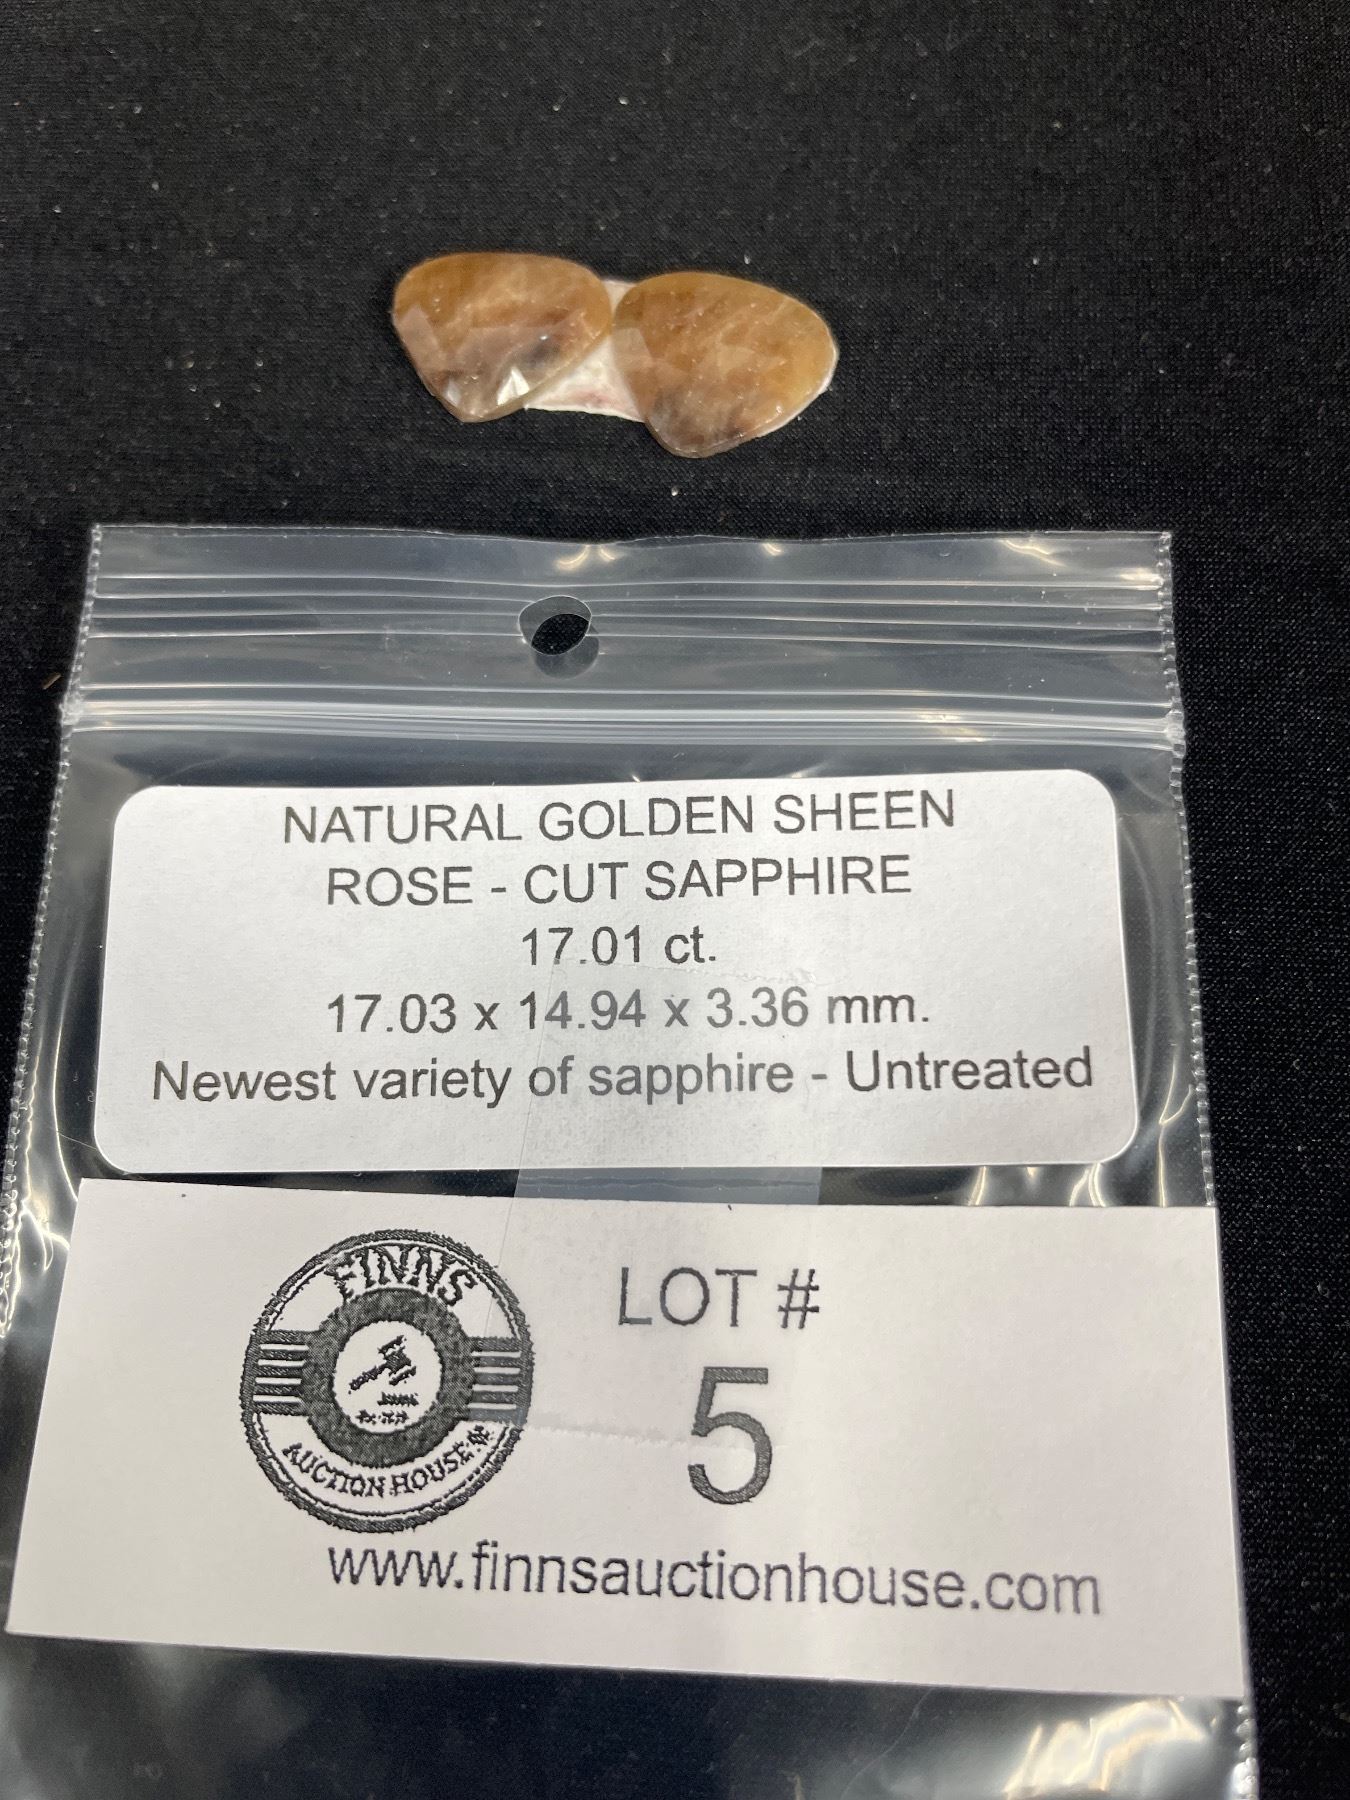 NATURAL GOLDEN SHEEN
ROSE - CUT SAPPHIRE
17.01 ct.
17.03 x 14.94 x 3.36 mm.
Newest variety of sapphire - Untreated
FINNS
AUCTION HOUSE
LOT #
5
www.finnsauctionhouse.com